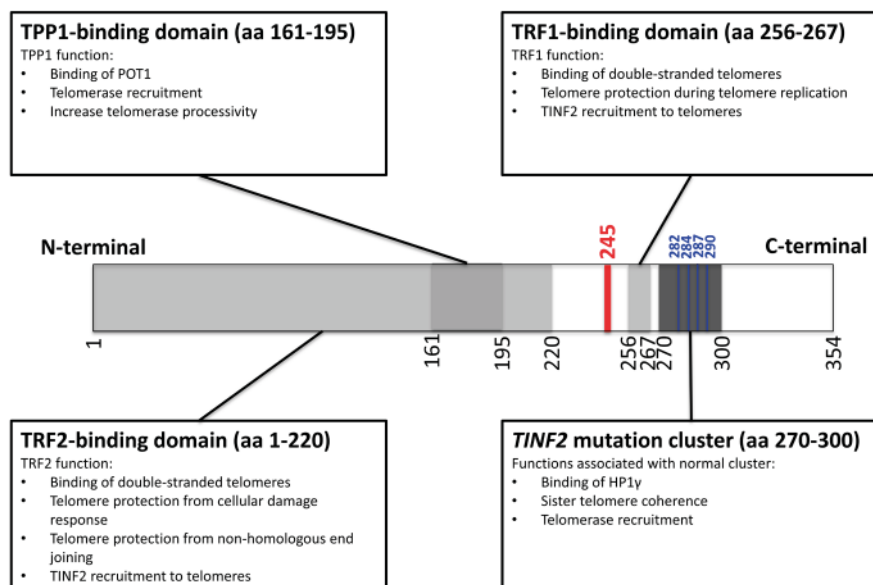 TPP1-binding domain (aa 161-195)
TPP1 function:
• Binding of POT1
• Telomerase recruitment
• Increase telomerase processivity
TRF1-binding domain (aa 256-267)
TRF1 function:
• Binding of double-stranded telomeres
• Telomere protection during telomere replication
• TINF2 recruitment to telomeres
N-terminal
245
282
284
287
290
C-terminal
1
161
195
220
256
267
270
300
354
TRF2-binding domain (aa 1-220)
TRF2 function:
• Binding of double-stranded telomeres
• Telomere protection from cellular damage
response
• Telomere protection from non-homologous end
joining
• TINF2 recruitment to telomeres
TINF2 mutation cluster (aa 270-300)
Functions associated with normal cluster:
• Binding of HP1γ
• Sister telomere coherence
• Telomerase recruitment